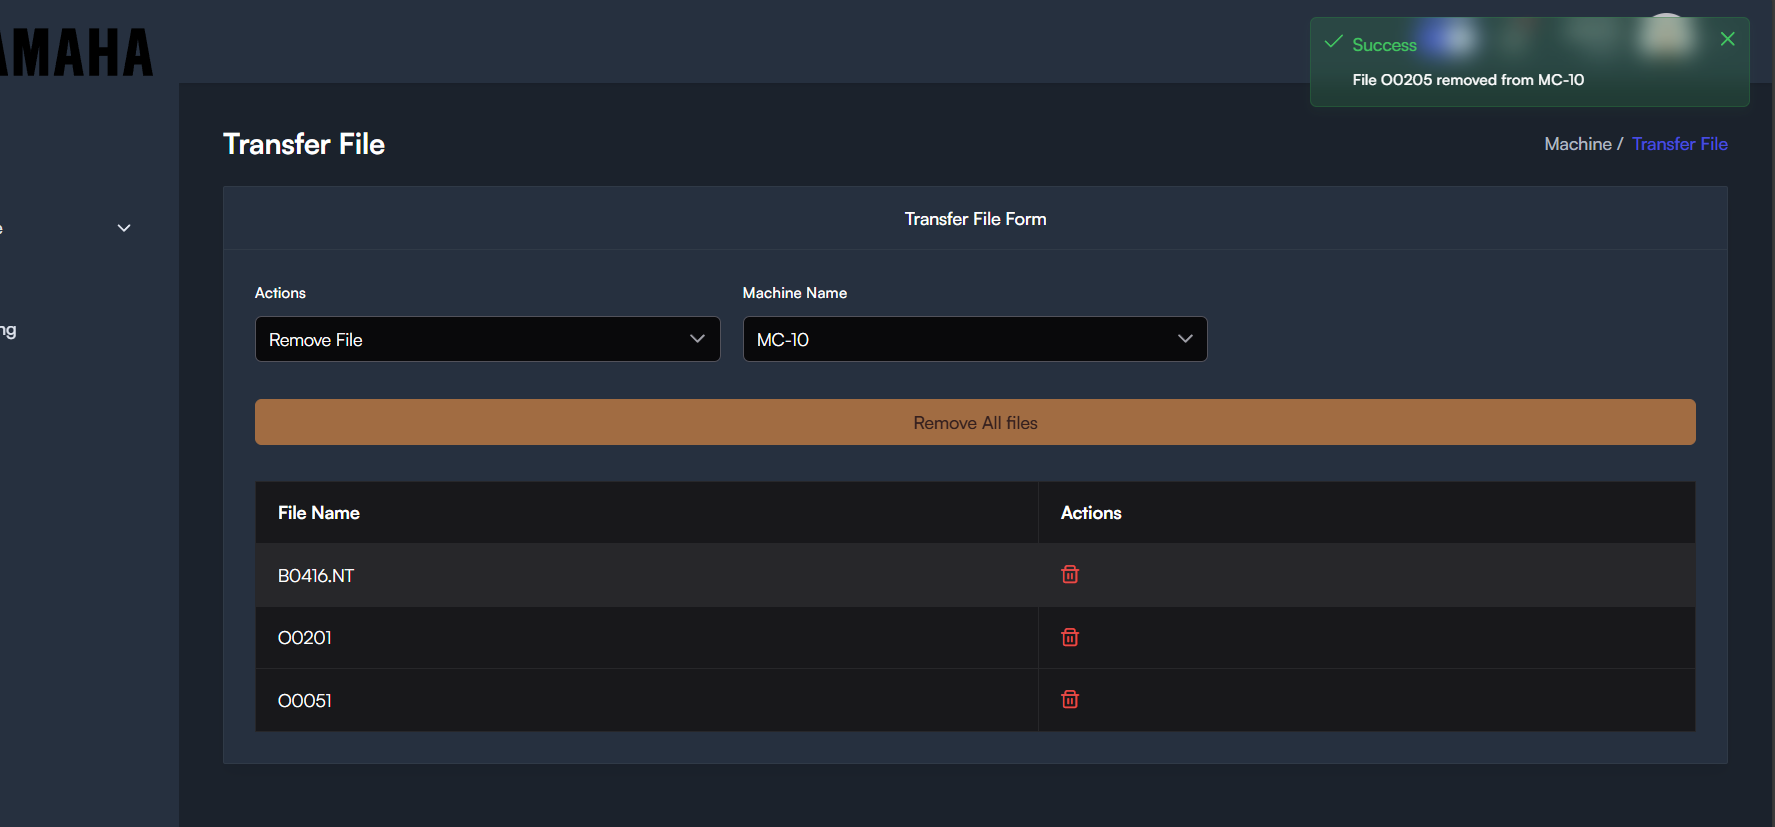 AMAHA
Success
File O0205 removed from MC-10
Transfer File
Machine / Transfer File
Transfer File Form
Actions
Machine Name
Remove File
MC-10
Remove All files
File Name
Actions
B0416.NT
O0201
O0051
e
ng